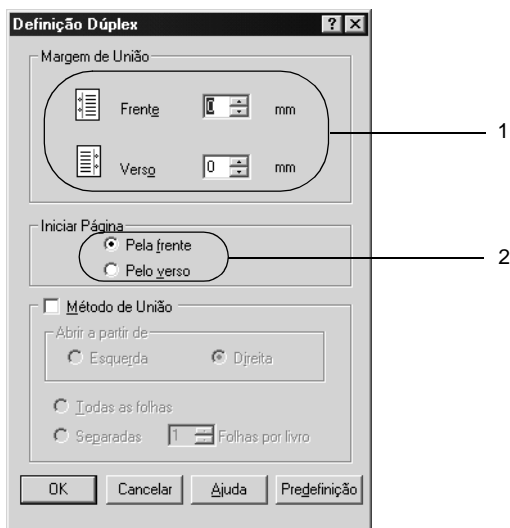 Definição Dúplex
Margem de União
Frente 0 mm
1
Verso 0 mm
Iniciar Página
Pela frente
2
Pelo verso
Método de União
Abrir a partir de
Esquerda Direita
Todas as folhas
Separadas 1 Folhas por livro
OK Cancelar Ajuda Predefinição